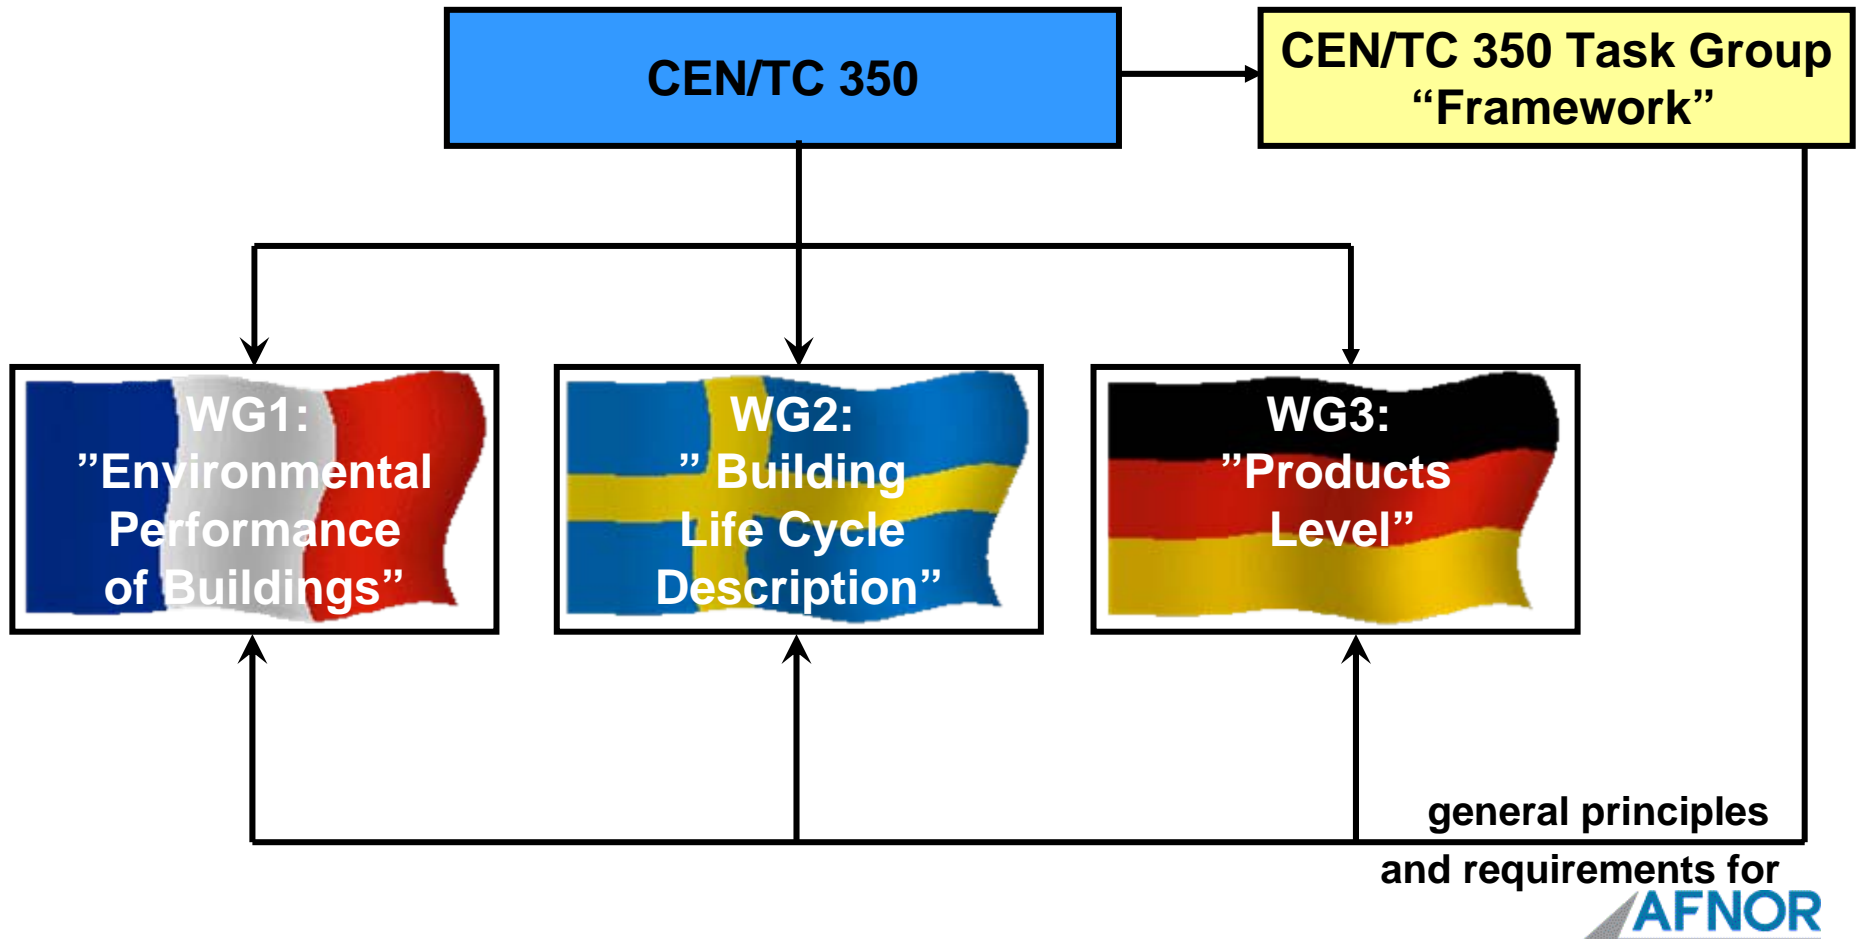 CEN/TC 350
CEN/TC 350 Task Group
“Framework”
WG1:
”Environmental
Performance
of Buildings”
WG2:
” Building
Life Cycle
Description”
WG3:
”Products
Level”
general principles
and requirements for
AFNOR